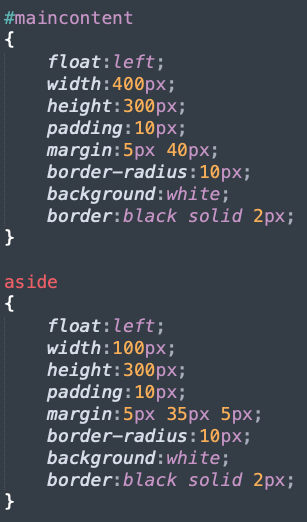 #maincontent
{
    float:left;
    width:400px;
    height:300px;
    padding:10px;
    margin:5px 40px;
    border-radius:10px;
    background:white;
    border:black solid 2px;
}

aside
{
    float:left;
    width:100px;
    height:300px;
    padding:10px;
    margin:5px 35px 5px;
    border-radius:10px;
    background:white;
    border:black solid 2px;
}